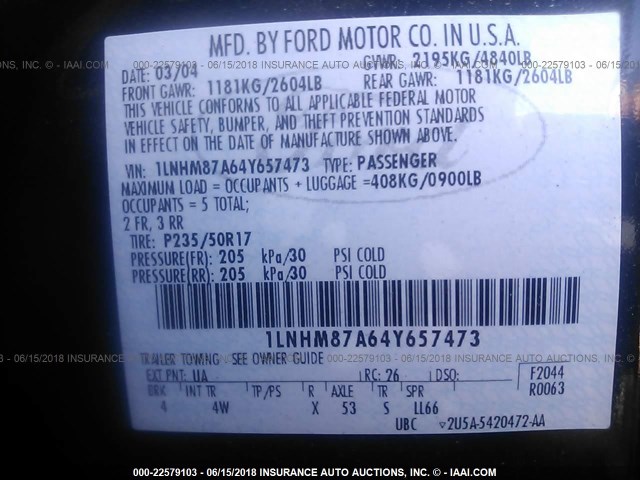 MFD. BY FORD MOTOR CO. IN U.S.A.
DATE: 03/04 GVWR: 2195KG/4840LB
FRONT GAWR: 1181KG/2604LB REAR GAWR: 1181KG/2604LB
THIS VEHICLE CONFORMS TO ALL APPLICABLE FEDERAL MOTOR
VEHICLE SAFETY, BUMPER, AND THEFT PREVENTION STANDARDS
IN EFFECT ON THE DATE OF MANUFACTURE SHOWN ABOVE.
VIN: 1LNHM87A64Y657473 TYPE: PASSENGER
MAXIMUM LOAD = OCCUPANTS + LUGGAGE =408KG/0900LB
OCCUPANTS = 5 TOTAL;
2 FR, 3 RR
TIRE: P235/50R17
PRESSURE(FR): 205 kPa/30 PSI COLD
PRESSURE(RR): 205 kPa/30 PSI COLD
1LNHM87A64Y657473
TRAILER TOWING - SEE OWNER GUIDE
EXT PNT: UA RC: 26 DSO: F2044
BRK INT TR TP/PS R AXLE TR SPR R0063
4 4W X 53 S LL66
UBC ▽2U5A-5420472-AA
000-22579103 - 06/15/2018 INSURANCE AUTO AUCTIONS, INC. - © IAAI.COM